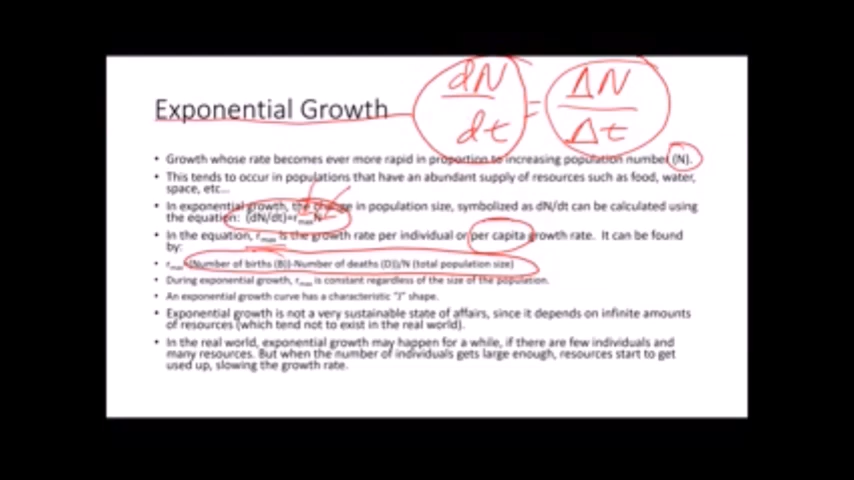 Exponential Growth
dN/dt = ΔN/Δt
• Growth whose rate becomes ever more rapid in proportion to increasing population number (N).
• This tends to occur in populations that have an abundant supply of resources such as food, water,
space, etc...
• In exponential growth, the change in population size, symbolized as dN/dt can be calculated using
the equation: (dN/dt)=rmaxN
• In the equation, rmax is the growth rate per individual or per capita growth rate. It can be found
by:
• rmax=(Number of births (B))-Number of deaths (D))/N (total population size)
• During exponential growth, rmax is constant regardless of the size of the population.
• An exponential growth curve has a characteristic "J" shape.
• Exponential growth is not a very sustainable state of affairs, since it depends on infinite amounts
of resources (which tend not to exist in the real world).
• In the real world, exponential growth may happen for a while, if there are few individuals and
many resources. But when the number of individuals gets large enough, resources start to get
used up, slowing the growth rate.